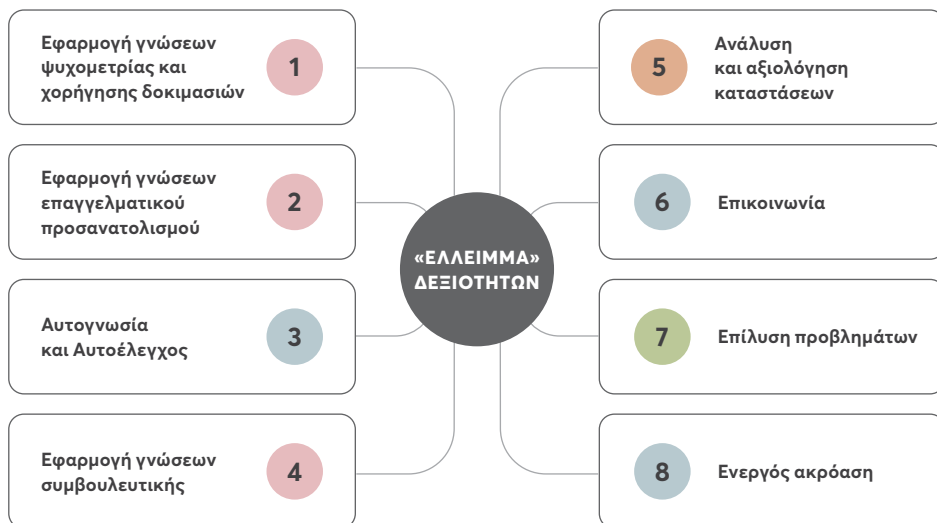 Εφαρμογή γνώσεων
ψυχομετρίας και
χορήγησης δοκιμασιών
1
Εφαρμογή γνώσεων
επαγγελματικού
προσανατολισμού
2
Αυτογνωσία
και Αυτοέλεγχος
3
Εφαρμογή γνώσεων
συμβουλευτικής
4
«ΕΛΛΕΙΜΜΑ»
ΔΕΞΙΟΤΗΤΩΝ
5
Ανάλυση
και αξιολόγηση
καταστάσεων
6
Επικοινωνία
7
Επίλυση προβλημάτων
8
Ενεργός ακρόαση